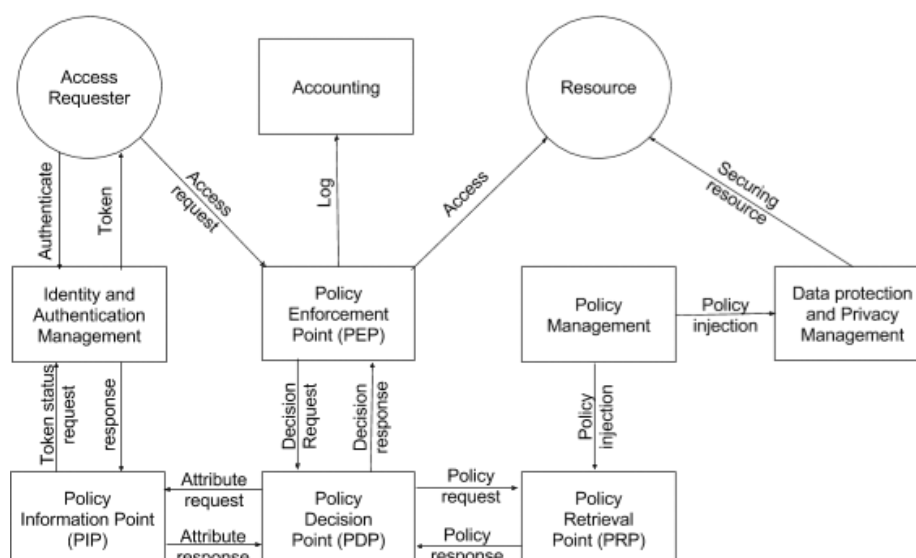 Access
Requester
Accounting
Resource
Authenticate
Token
Access
request
Log
Access
Securing
resource
Identity and
Authentication
Management
Policy
Enforcement
Point (PEP)
Policy
Management
Policy
injection
Data protection
and Privacy
Management
Token status
request
response
Decision
Request
Decision
response
Policy
injection
Policy
Information Point
(PIP)
Attribute
request
Attribute
response
Policy
Decision
Point (PDP)
Policy
request
Policy
response
Policy
Retrieval
Point (PRP)